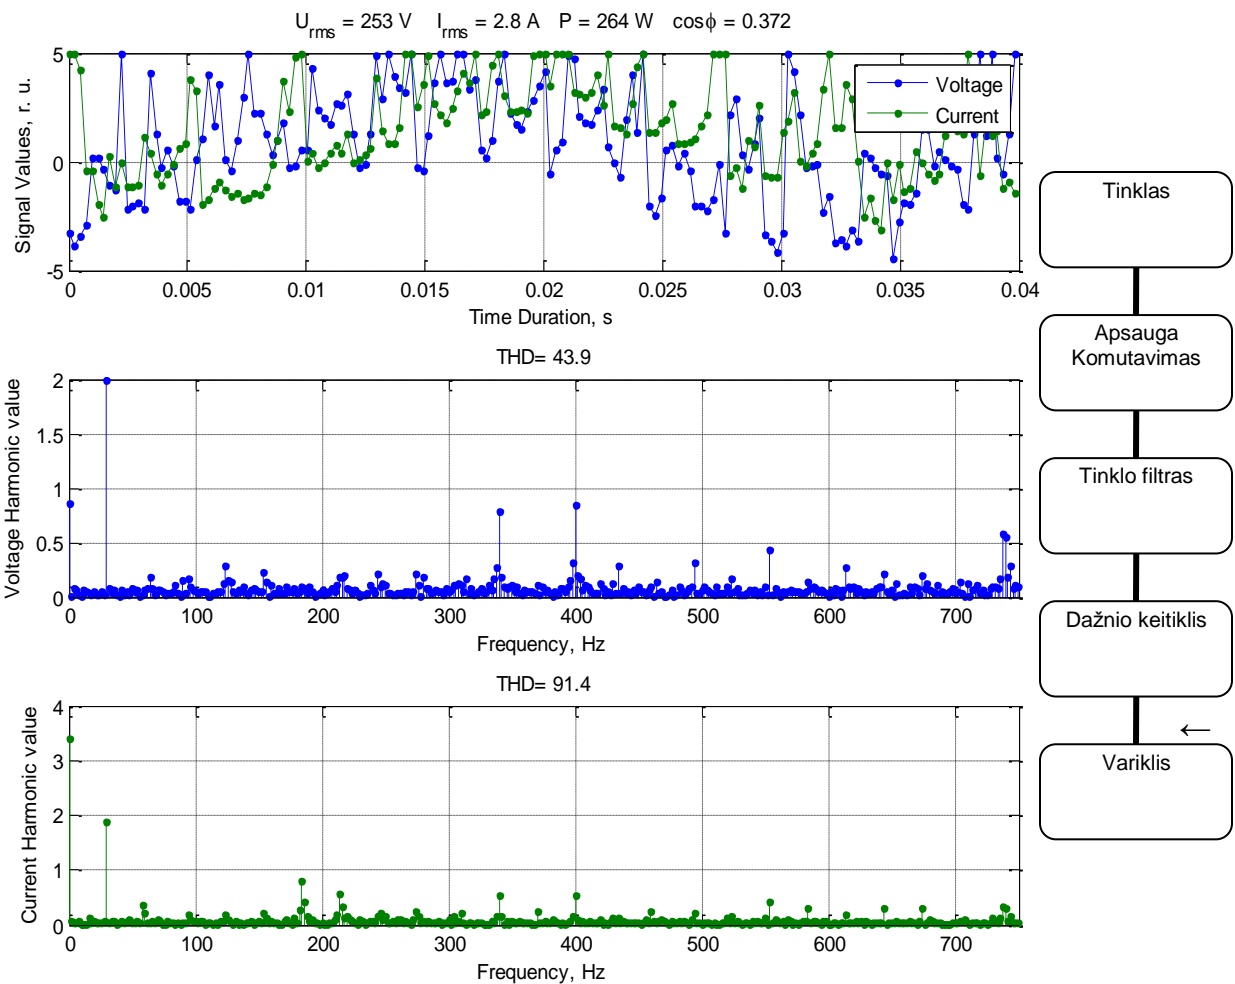 U_rms = 253 V I_rms = 2.8 A P = 264 W cosϕ = 0.372
Signal Values, r. u.
5
0
-5
Voltage
Current
0 0.005 0.01 0.015 0.02 0.025 0.03 0.035 0.04
Time Duration, s
THD= 43.9
Voltage Harmonic value
2
1.5
1
0.5
0
0 100 200 300 400 500 600 700
Frequency, Hz
THD= 91.4
Current Harmonic value
4
3
2
1
0
0 100 200 300 400 500 600 700
Frequency, Hz
Tinklas
Apsauga
Komutavimas
Tinklo filtras
Dažnio keitiklis
←
Variklis